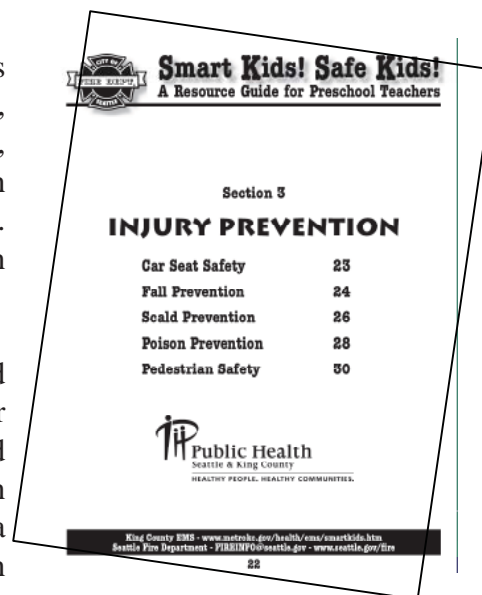 s
,
,
n
.
n
d
r
d
n
a
n
CITY OF
FIRE DEPT.
SEATTLE
Smart Kids! Safe Kids!
A Resource Guide for Preschool Teachers
Section 3
INJURY PREVENTION
Car Seat Safety 23
Fall Prevention 24
Scald Prevention 26
Poison Prevention 28
Pedestrian Safety 30
Public Health
Seattle & King County
HEALTHY PEOPLE. HEALTHY COMMUNITIES.
King County EMS - www.metrokc.gov/health/ems/smartkids.htm
Seattle Fire Department - FIREINFO@seattle.gov - www.seattle.gov/fire
22